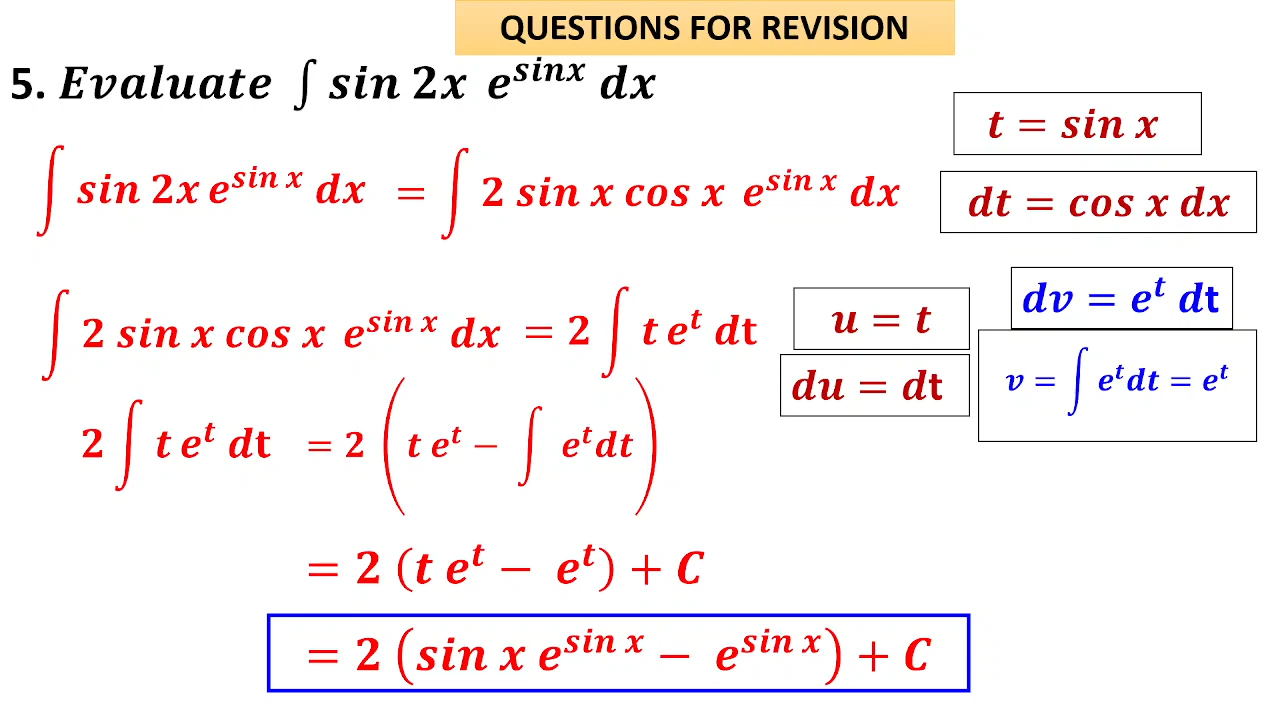 QUESTIONS FOR REVISION
5. Evaluate ∫ sin 2x e^{sinx} dx
t = sin x
∫ sin 2x e^{sin x} dx = ∫ 2 sin x cos x e^{sin x} dx
dt = cos x dx
∫ 2 sin x cos x e^{sin x} dx = 2 ∫ t e^t dt
u = t
du = dt
dv = e^t dt
v = ∫ e^t dt = e^t
2 ∫ t e^t dt = 2 (t e^t − ∫ e^t dt)
= 2 (t e^t − e^t) + C
= 2 (sin x e^{sin x} − e^{sin x}) + C